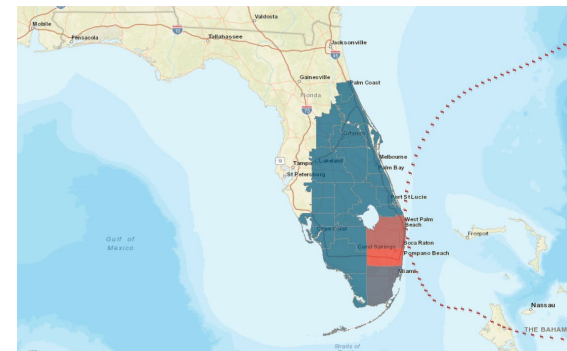 Valdosta
Mobile
Pensacola
Tallahassee
Jacksonville
Gainesville
Palm Coast
Florida
Orlando
Tampa
Lakeland
Melbourne
St Petersburg
Palm Bay
Port St Lucie
West Palm
Beach
Cape Coral
Freeport
Gulf of
Mexico
Coral Springs
Boca Raton
Pompano Beach
Miami
Nassau
THE BAHAM
Straits of